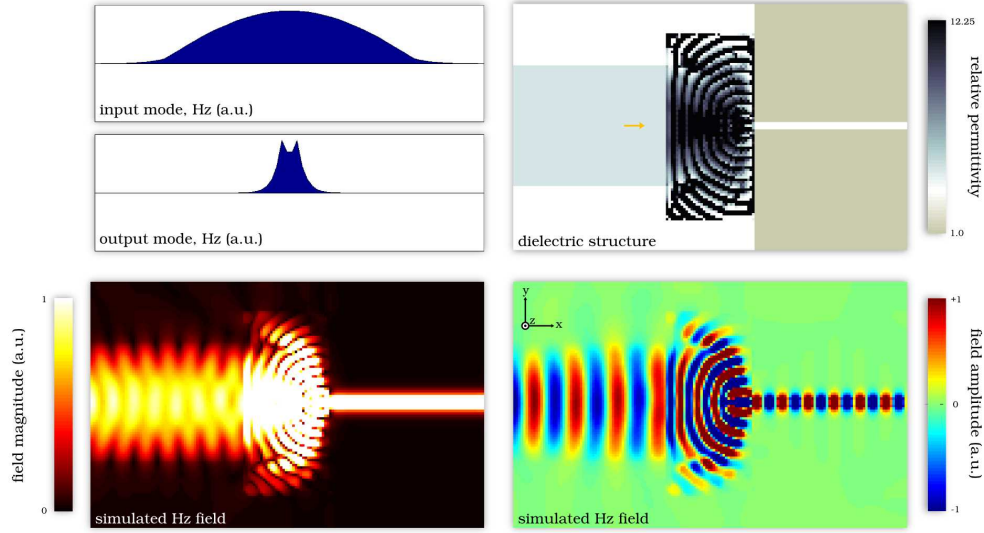 input mode, Hz (a.u.)
output mode, Hz (a.u.)
dielectric structure
12.25
relative permittivity
1.0
field magnitude (a.u.)
1
0
simulated Hz field
y
z
x
simulated Hz field
+1
0
-1
field amplitude (a.u.)